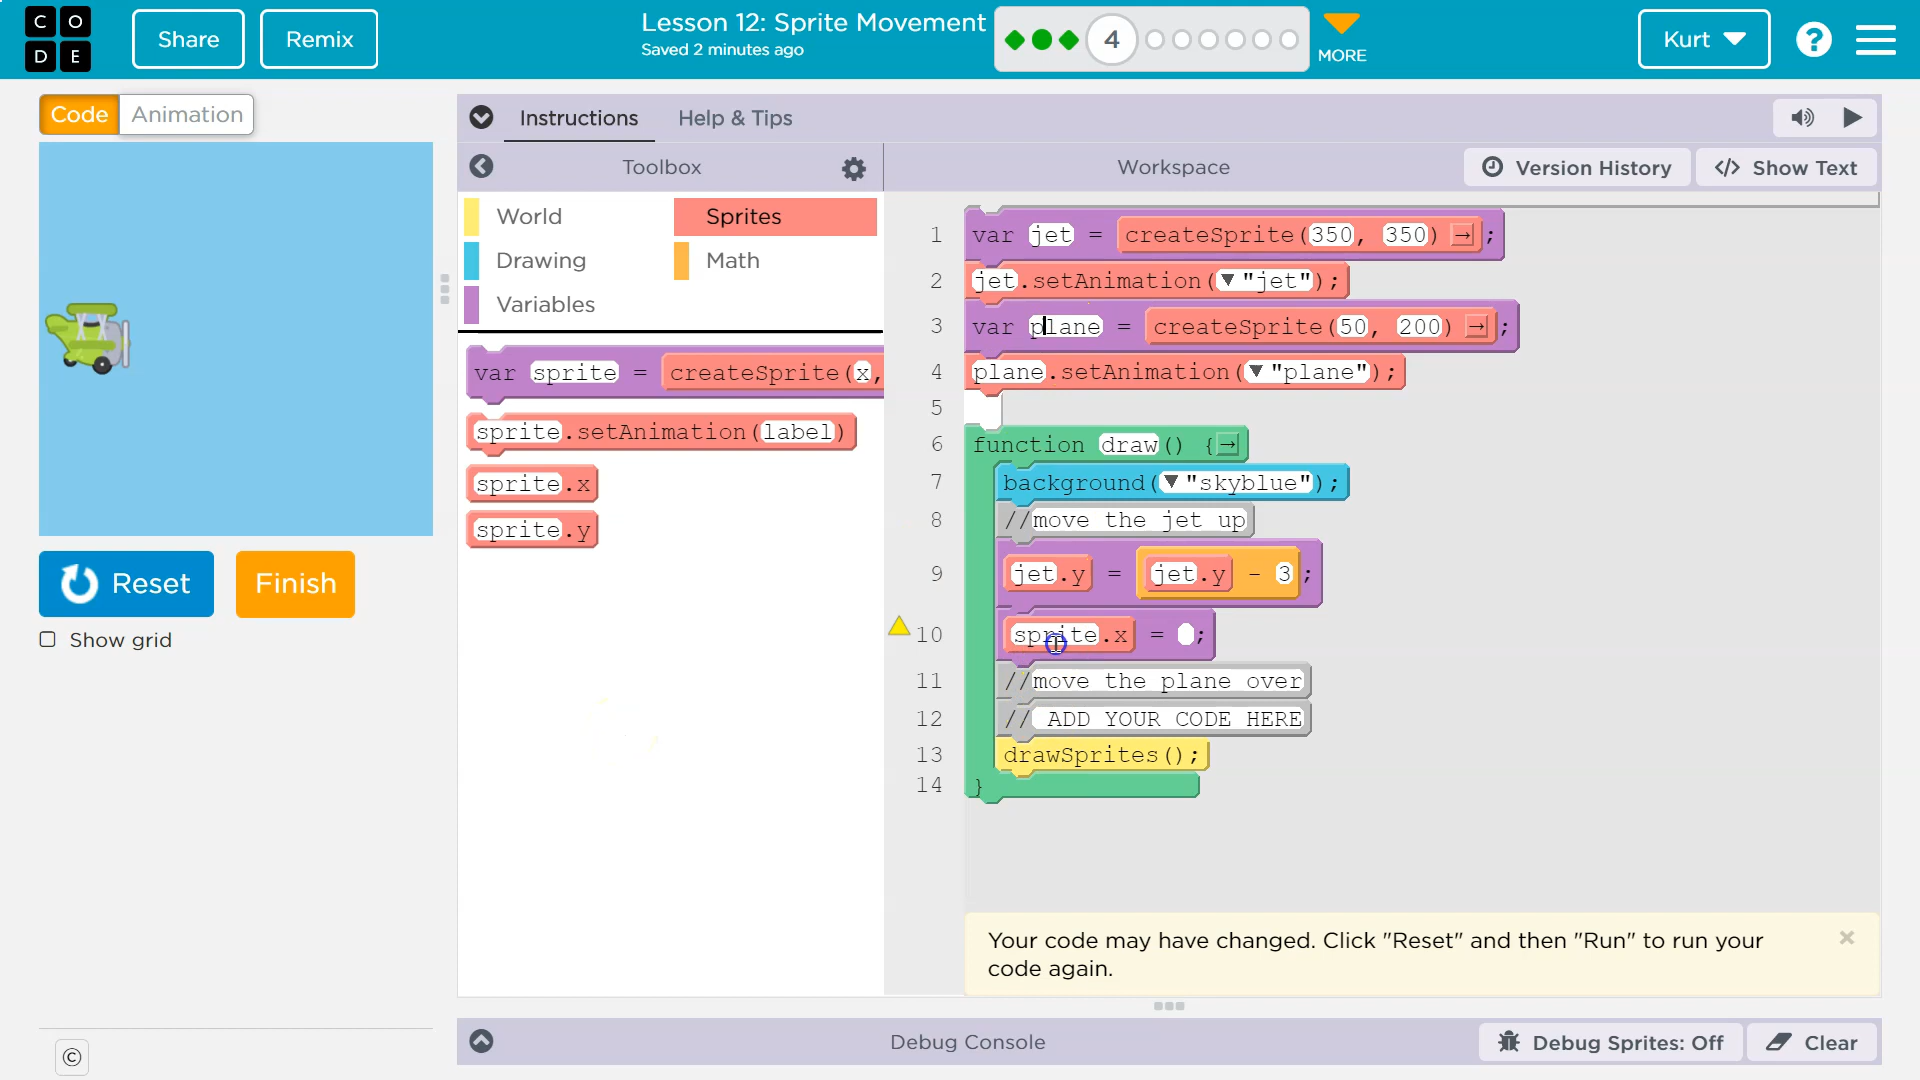 C O
D E
Share
Remix
Lesson 12: Sprite Movement
Saved 2 minutes ago
4
MORE
Kurt
?
Code
Animation
Instructions
Help & Tips
Toolbox
Workspace
Version History
</> Show Text
World
Sprites
Drawing
Math
Variables
var sprite = createSprite(x,
sprite.setAnimation(label)
sprite.x
sprite.y
1 var jet = createSprite(350, 350) → ;
2 jet.setAnimation(▼ "jet");
3 var plane = createSprite(50, 200) → ;
4 plane.setAnimation(▼ "plane");
5
6 function draw() { →
7 background(▼ "skyblue");
8 //move the jet up
9 jet.y = jet.y - 3;
10 sprite.x = ;
11 //move the plane over
12 // ADD YOUR CODE HERE
13 drawSprites();
14 }
Reset
Finish
Show grid
Your code may have changed. Click "Reset" and then "Run" to run your
code again.
×
©
Debug Console
Debug Sprites: Off
Clear